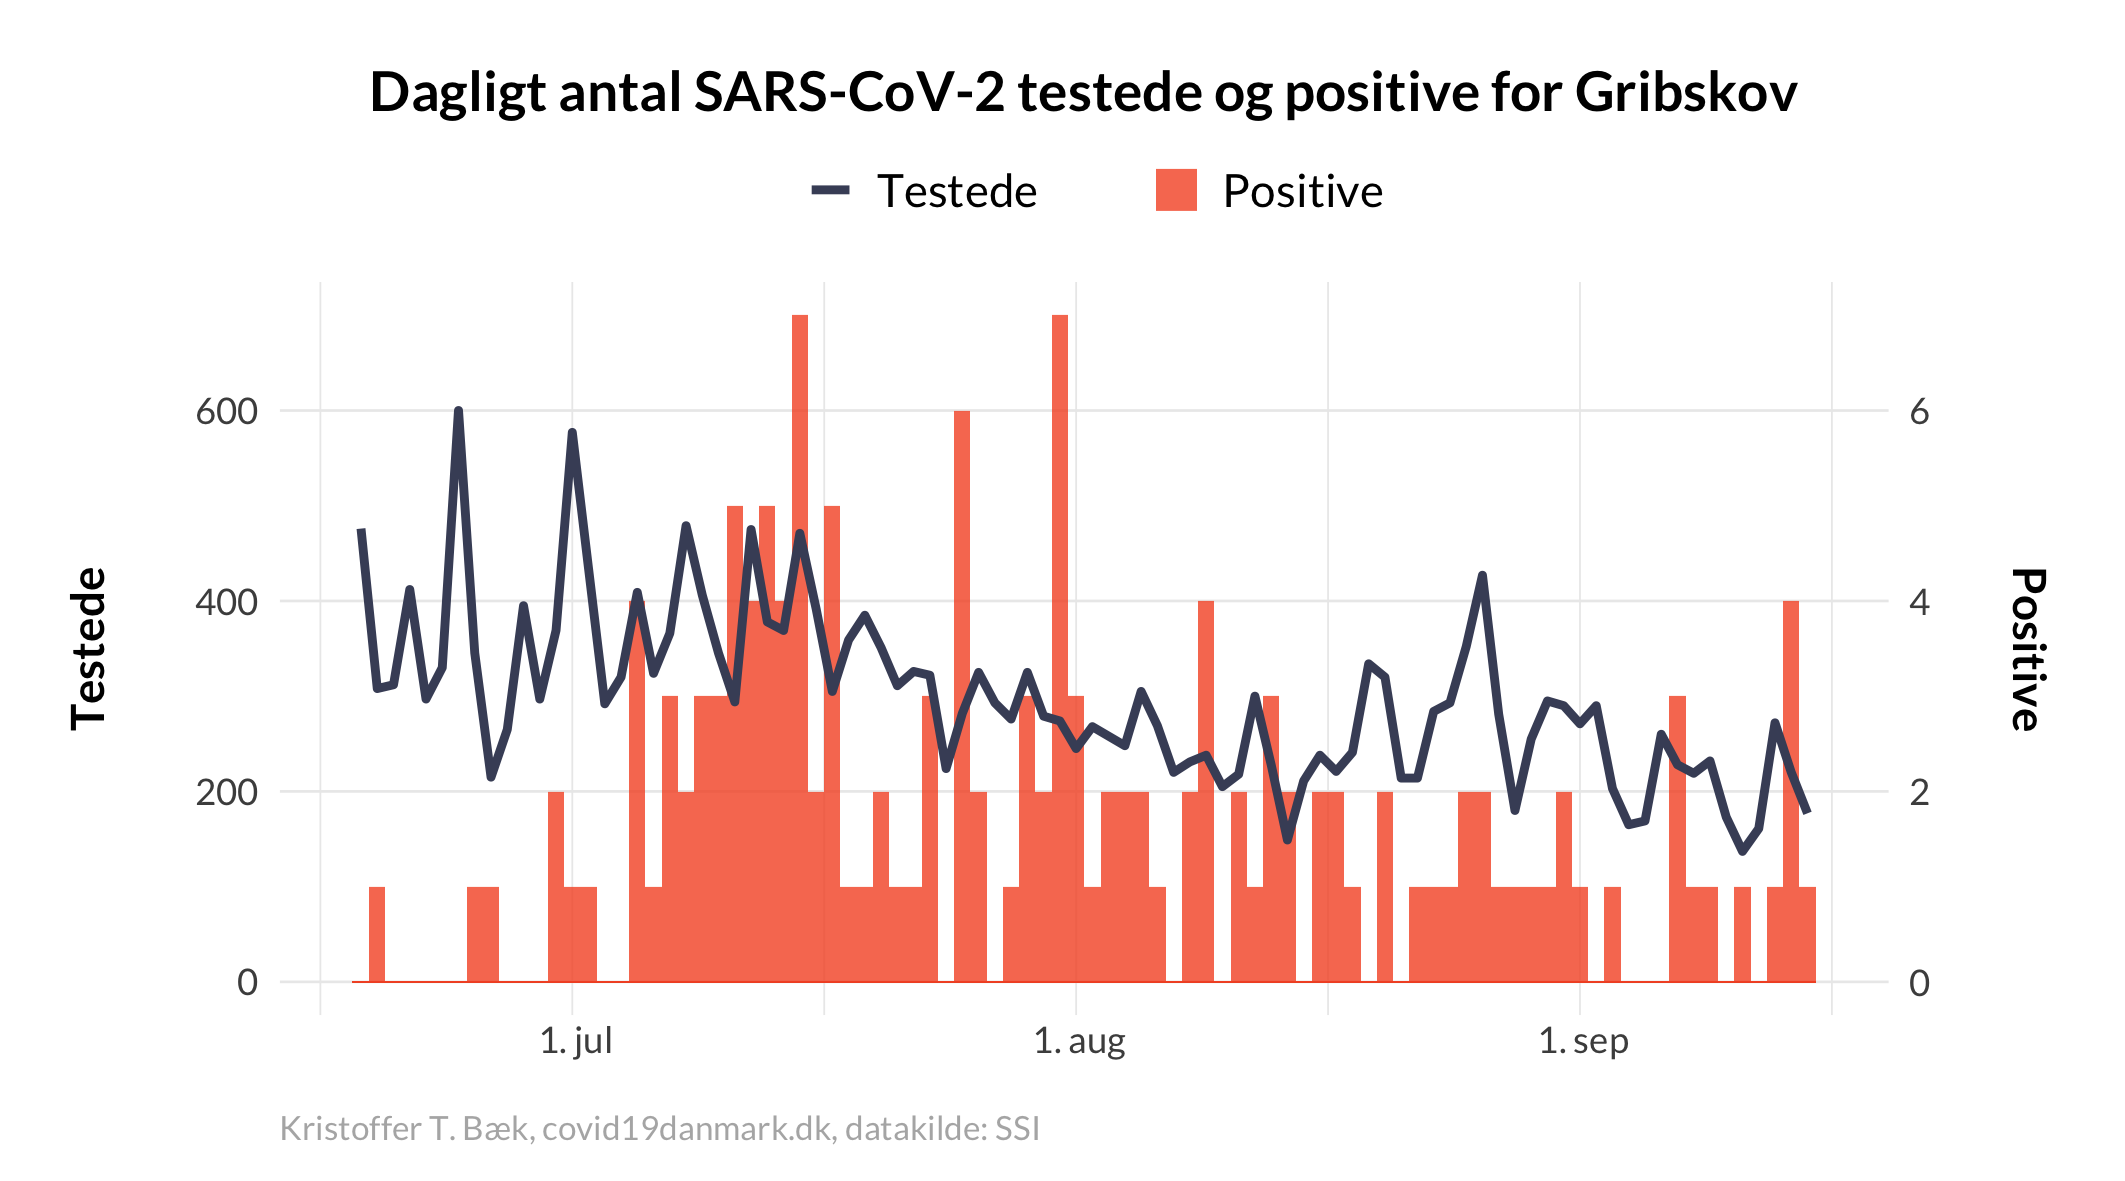 Dagligt antal SARS-CoV-2 testede og positive for Gribskov
Testede
Positive
Testede
600
400
200
0
6
4
2
0
Positive
1. jul
1. aug
1. sep
Kristoffer T. Bæk, covid19danmark.dk, datakilde: SSI